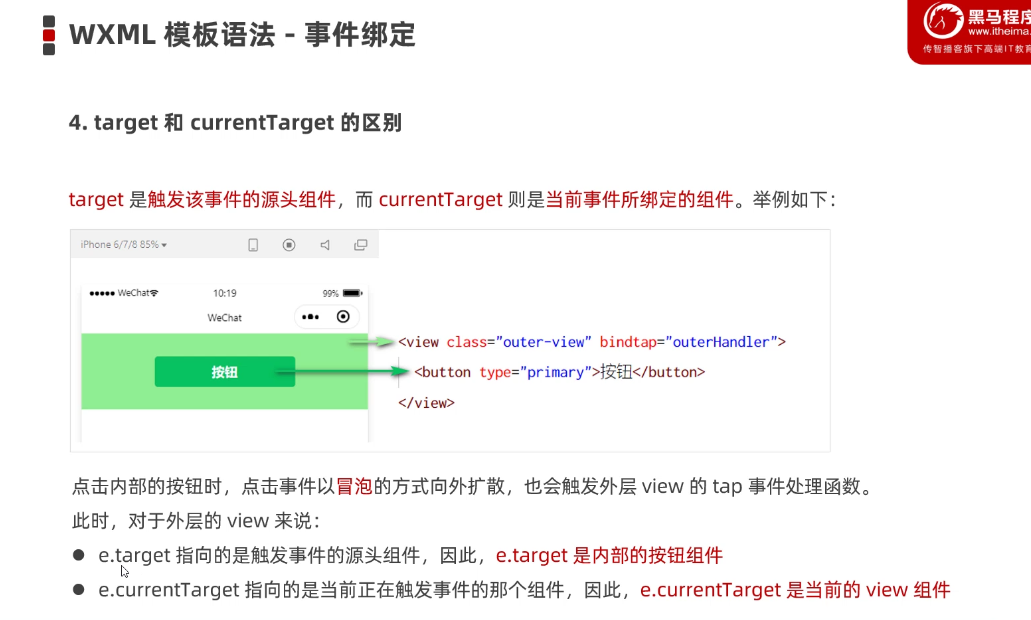 WXML 模板语法 - 事件绑定
黑马程序
www.itheima.
传智播客旗下高端IT教育
4. target 和 currentTarget 的区别
target 是触发该事件的源头组件，而 currentTarget 则是当前事件所绑定的组件。举例如下：
iPhone 6/7/8 85%
WeChat 10:19 99%
WeChat
按钮
<view class="outer-view" bindtap="outerHandler">
<button type="primary">按钮</button>
</view>
点击内部的按钮时，点击事件以冒泡的方式向外扩散，也会触发外层 view 的 tap 事件处理函数。
此时，对于外层的 view 来说：
● e.target 指向的是触发事件的源头组件，因此，e.target 是内部的按钮组件
● e.currentTarget 指向的是当前正在触发事件的那个组件，因此，e.currentTarget 是当前的 view 组件